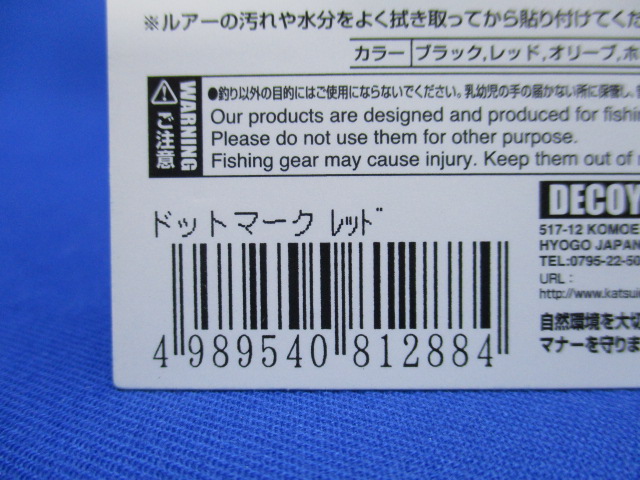 ※ルアーの汚れや水分をよく拭き取ってから貼り付けてくだ
カラー ブラック,レッド,オリーブ,ホ
WARNING
ご注意
●釣り以外の目的にはご使用にならないでください。乳幼児の手の届かない所に保管し、
Our products are designed and produced for fishin
Please do not use them for other purpose.
Fishing gear may cause injury. Keep them out of
ドットマーク ﾚｯﾄﾞ
4 989540 812884
DECOY
517-12 KOMOE
HYOGO JAPAN
TEL:0795-22-50
URL :
http://www.katsui
自然環境を大切
マナーを守りま